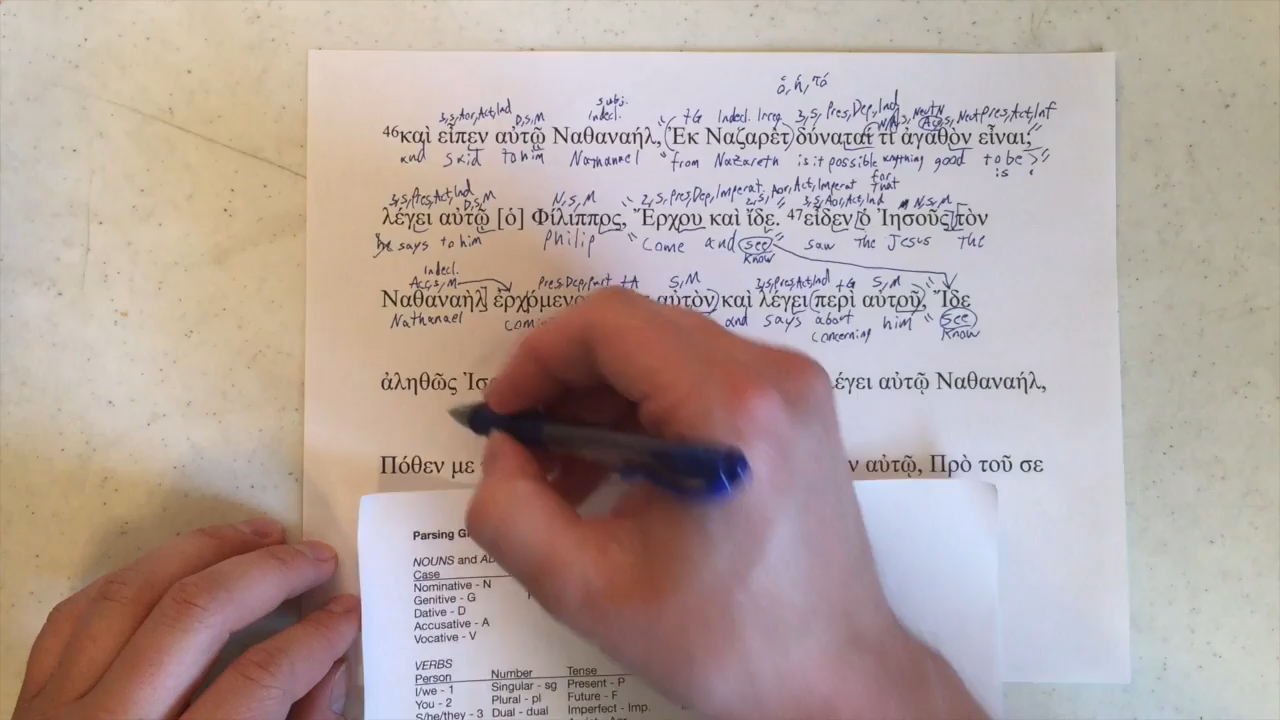 ὁ, ἡ, τό
3, s, Aor, Act, Ind D, S, M subj. indecl. +G Indecl. Irreg. 3, S, Pres, Dep, Ind Neut N Acc S, Neut Pres, Act, Inf
⁴⁶καὶ εἶπεν αὐτῷ Ναθαναήλ, (Ἐκ Ναζαρὲτ) δύναταί τι ἀγαθὸν εἶναι;
and said to him Nathanael "from Nazareth is it possible anything good to be ?"
for that is
3, S, Pres, Act, Ind D, S, M N, S, M 2, S, Pres, Dep, Imperat. 2, S, Aor, Act, Imperat 3, S, Aor, Act, Ind N, S, M
λέγει αὐτῷ [ὁ] Φίλιππος, Ἔρχου καὶ ἴδε. ⁴⁷εἶδεν [ὁ Ἰησοῦς] [τὸν
he says to him Philip "come and see" saw The Jesus The
know
indecl.
Acc, S, M Pres, Dep, Part +A S, M 3, S, Pres, Act, Ind +G S, M
Ναθαναὴλ] ἐρχόμενο αὐτὸν) καὶ λέγει (περὶ αὐτοῦ), Ἴδε
Nathanael and says about him " see
concerning know
ἀληθῶς λέγει αὐτῷ Ναθαναήλ,
Πόθεν με αὐτῷ, Πρὸ τοῦ σε
Parsing
NOUNS and
Case
Nominative - N
Genitive - G
Dative - D
Accusative - A
Vocative - V
VERBS
Person Number Tense
I/we - 1 Singular - sg Present - P
You - 2 Plural - pl Future - F
S/he/they - 3 Dual - dual Imperfect - Imp.